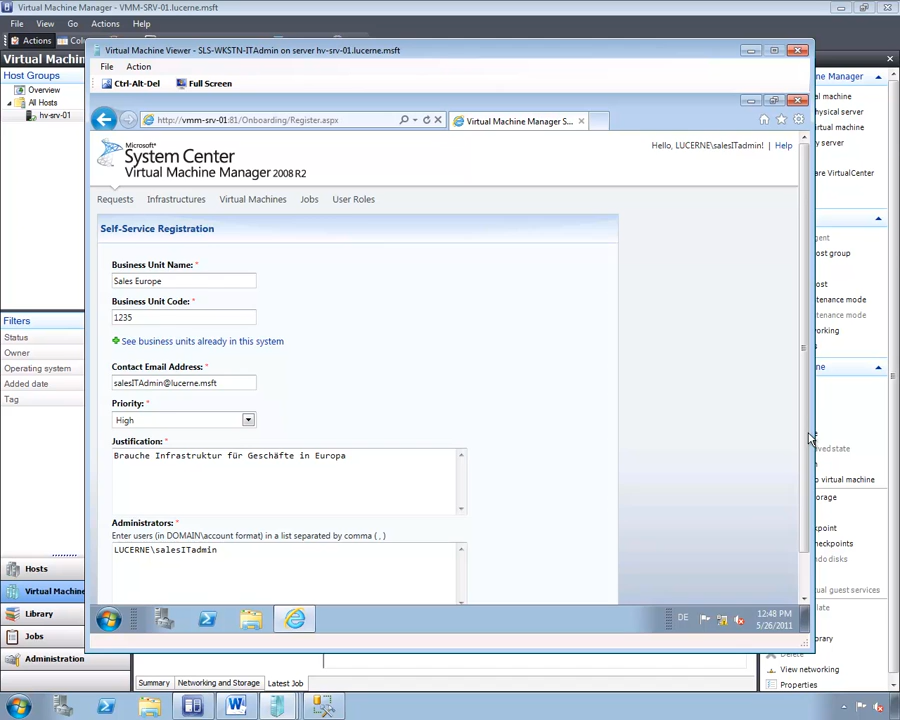 Virtual Machine Manager - VMM-SRV-01.lucerne.msft
File View Go Actions Help
Actions
Virtual Machine Viewer - SLS-WKSTN-ITAdmin on server hv-srv-01.lucerne.msft
Host Groups
Overview
All Hosts
hv-srv-01
File Action
Ctrl-Alt-Del Full Screen
http://vmm-srv-01:81/Onboarding/Register.aspx
Virtual Machine Manager S...
Microsoft
System Center
Virtual Machine Manager 2008 R2
Hello, LUCERNE\salesITadmin! Help
Requests Infrastructures Virtual Machines Jobs User Roles
Self-Service Registration
Business Unit Name: *
Sales Europe
Business Unit Code: *
1235
See business units already in this system
Contact Email Address: *
salesITAdmin@lucerne.msft
Priority: *
High
Justification: *
Brauche Infrastruktur für Geschäfte in Europa
Administrators: *
Enter users (in DOMAIN\account format) in a list separated by comma ( , )
LUCERNE\salesITadmin
DE
12:48 PM
5/26/2011
Filters
Status
Owner
Operating system
Added date
Tag
Hosts
Virtual Machine
Library
Jobs
Administration
Summary Networking and Storage Latest Job
View networking
Properties